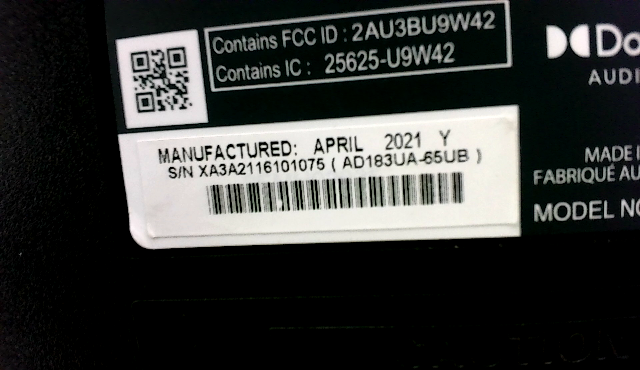 Contains FCC ID : 2AU3BU9W42
Contains IC : 25625-U9W42
MANUFACTURED: APRIL 2021 Y
S/N XA3A2116101075 ( AD183UA-65UB )
AUDI
MADE I
FABRIQUÉ AU
MODEL NO